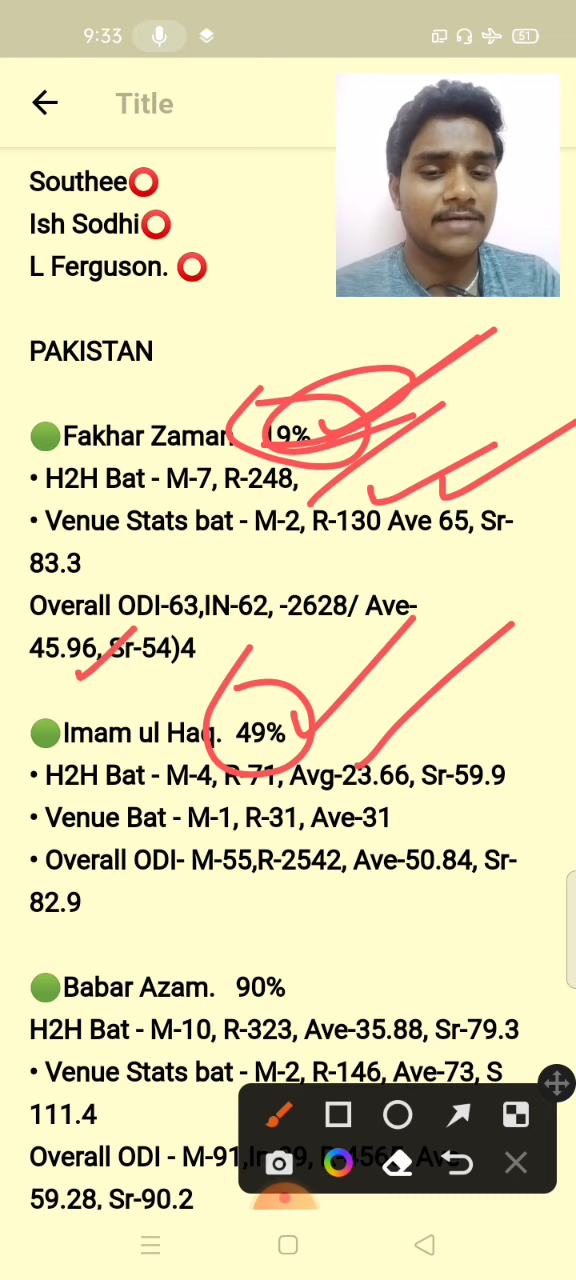 9:33
51
Title
Southee
Ish Sodhi
L Ferguson.
PAKISTAN
Fakhar Zaman 19%
• H2H Bat - M-7, R-248,
• Venue Stats bat - M-2, R-130 Ave 65, Sr-
83.3
Overall ODI-63,IN-62, -2628/ Ave-
45.96, Sr-54)4
Imam ul Haq. 49%
• H2H Bat - M-4, R-71, Avg-23.66, Sr-59.9
• Venue Bat - M-1, R-31, Ave-31
• Overall ODI- M-55,R-2542, Ave-50.84, Sr-
82.9
Babar Azam. 90%
H2H Bat - M-10, R-323, Ave-35.88, Sr-79.3
• Venue Stats bat - M-2, R-146, Ave-73, S
111.4
Overall ODI - M-91,
59.28, Sr-90.2